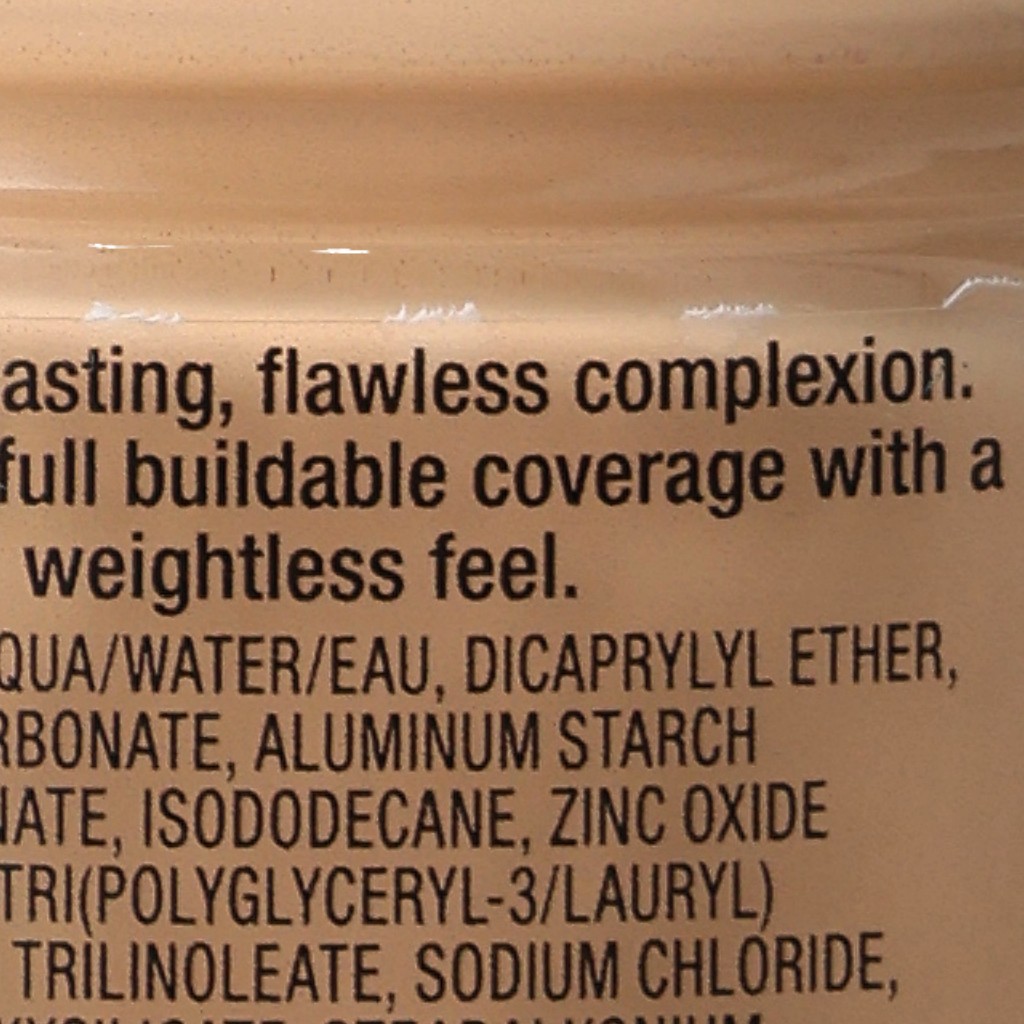 asting, flawless complexion.
full buildable coverage with a
weightless feel.
QUA/WATER/EAU, DICAPRYLYL ETHER,
RBONATE, ALUMINUM STARCH
NATE, ISODODECANE, ZINC OXIDE
TRI(POLYGLYCERYL-3/LAURYL)
TRILINOLEATE, SODIUM CHLORIDE,